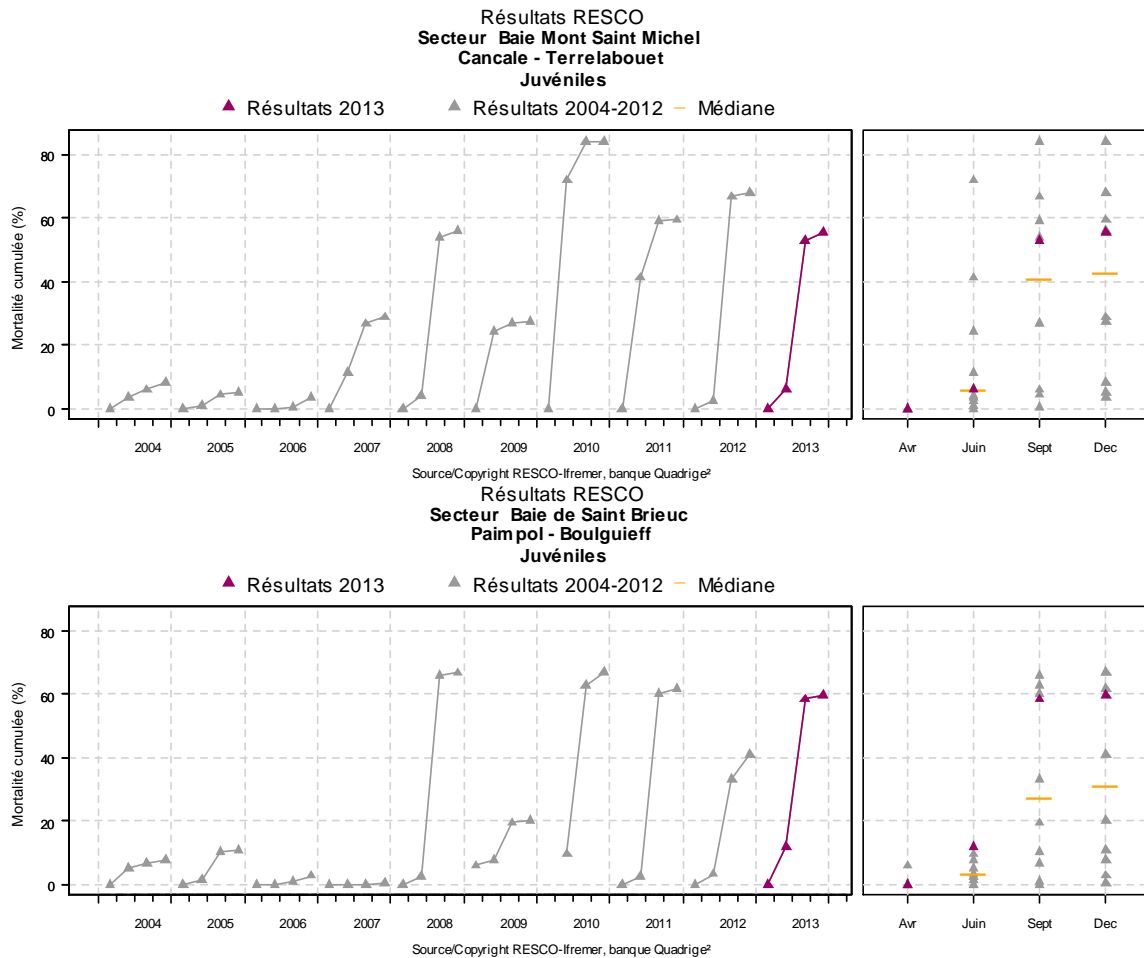 Résultats RESCO
Secteur Baie Mont Saint Michel
Cancale - Terrelabouet
Juvéniles
Résultats 2013 Résultats 2004-2012 Médiane
Mortalité cumulée (%)
80
60
40
20
0
2004 2005 2006 2007 2008 2009 2010 2011 2012 2013
Avr Juin Sept Dec
Source/Copyright RESCO-Ifremer, banque Quadrige²
Résultats RESCO
Secteur Baie de Saint Brieuc
Paimpol - Boulguieff
Juvéniles
Résultats 2013 Résultats 2004-2012 Médiane
Mortalité cumulée (%)
80
60
40
20
0
2004 2005 2006 2007 2008 2009 2010 2011 2012 2013
Avr Juin Sept Dec
Source/Copyright RESCO-Ifremer, banque Quadrige²